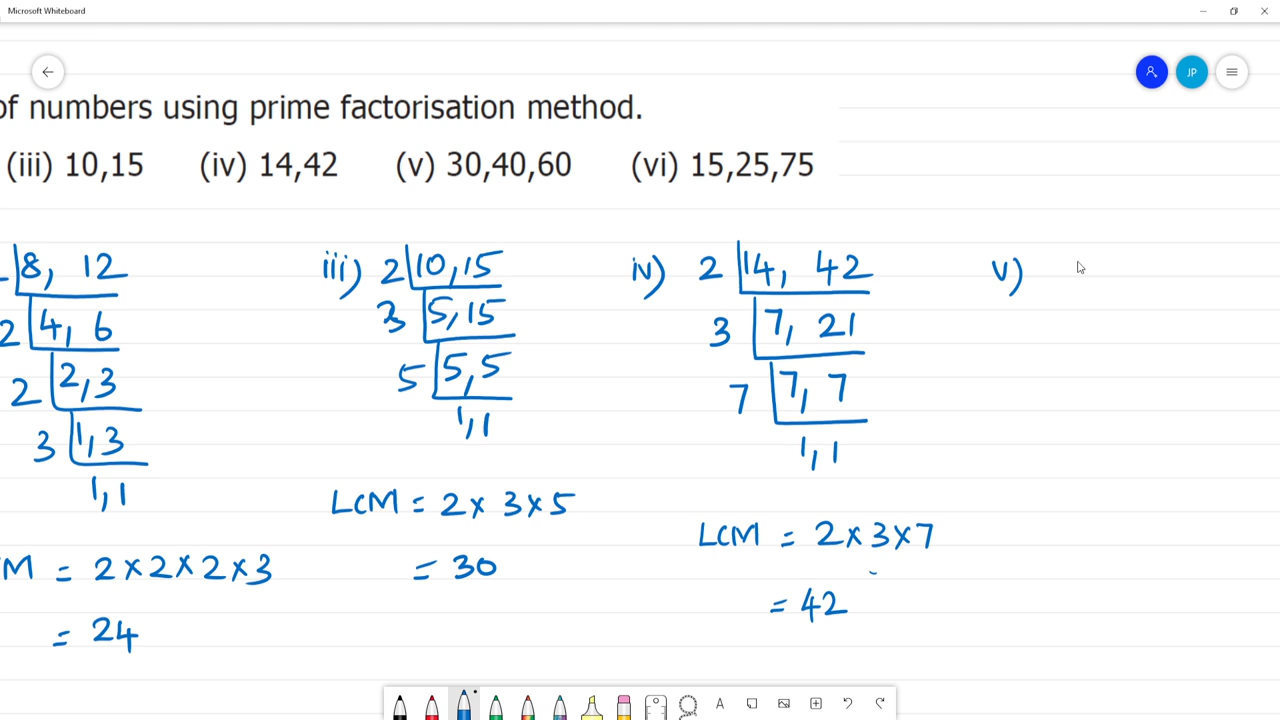 Microsoft Whiteboard
JP
of numbers using prime factorisation method.
(iii) 10,15 (iv) 14,42 (v) 30,40,60 (vi) 15,25,75
8, 12
2 4, 6
2 2,3
3 1,3
1,1
M = 2×2×2×3
= 24
iii) 2 10,15
3 5,15
5 5,5
1,1
LCM = 2× 3×5
= 30
iv) 2 14, 42
3 7, 21
7 7, 7
1,1
LCM = 2×3×7
= 42
v)
A